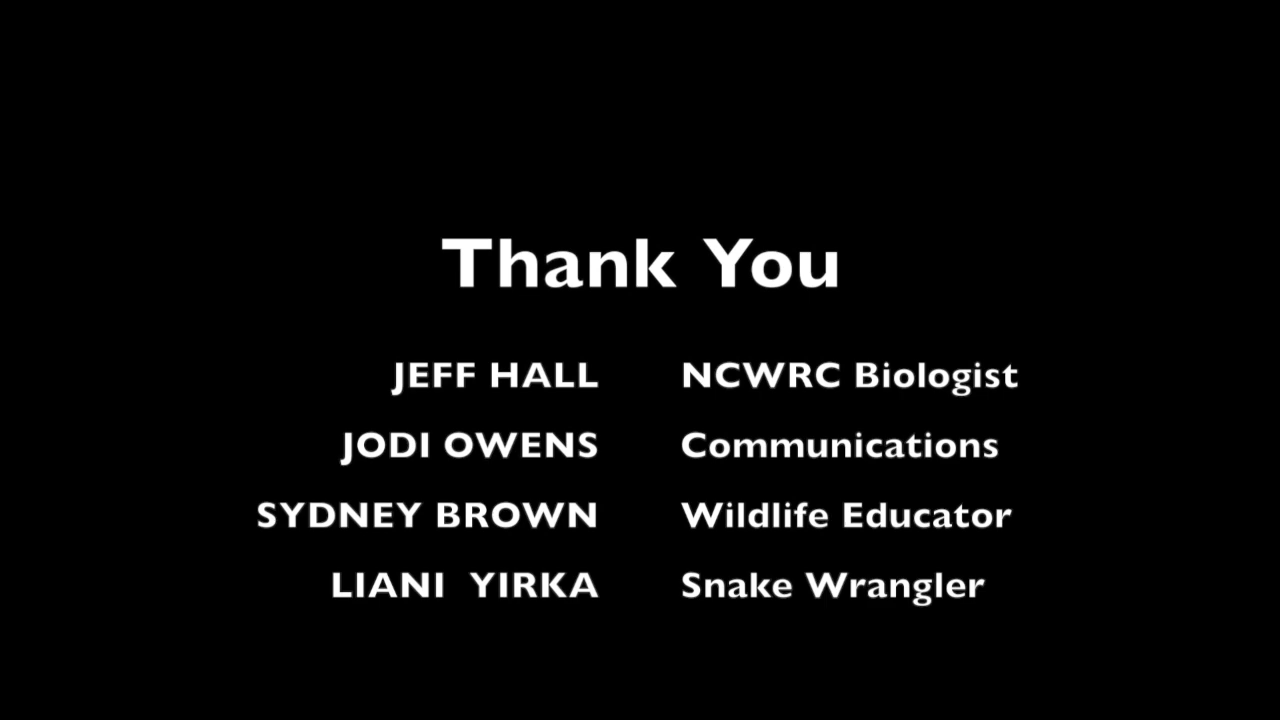 Thank You
JEFF HALL NCWRC Biologist
JODI OWENS Communications
SYDNEY BROWN Wildlife Educator
LIANI YIRKA Snake Wrangler